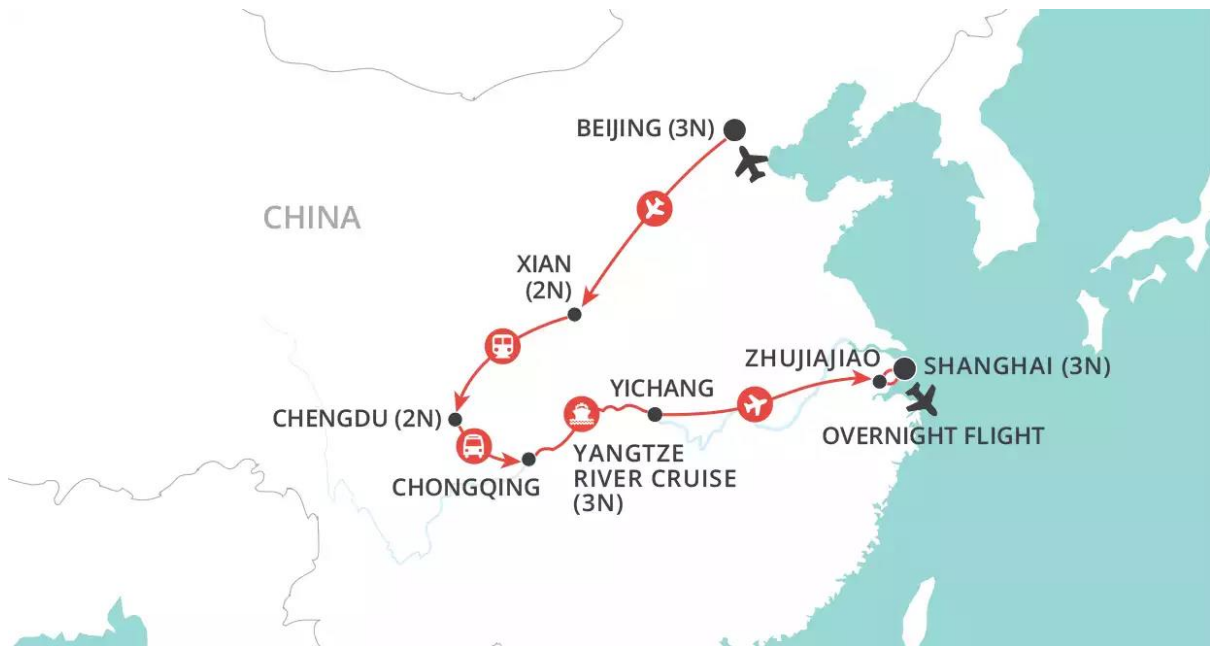 BEIJING (3N)
CHINA
XIAN
(2N)
ZHUJIAJIAO
SHANGHAI (3N)
YICHANG
CHENGDU (2N)
OVERNIGHT FLIGHT
YANGTZE
RIVER CRUISE
(3N)
CHONGQING